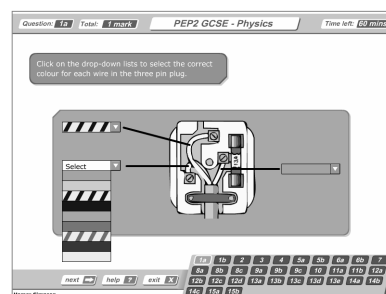 Question: 1a Total: 1 mark PEP2 GCSE - Physics Time left: 60 mins
Click on the drop-down lists to select the correct
colour for each wire in the three pin plug.
Select
1a 1b 2 3 4 5a 5b 6a 6b 7
8a 8b 8c 9a 9b 9c 10 11a 11b 12a
next help ? exit X 12b 12c 12d 13a 13b 13c 13d 13e 14a 14b
14c 15a 15b